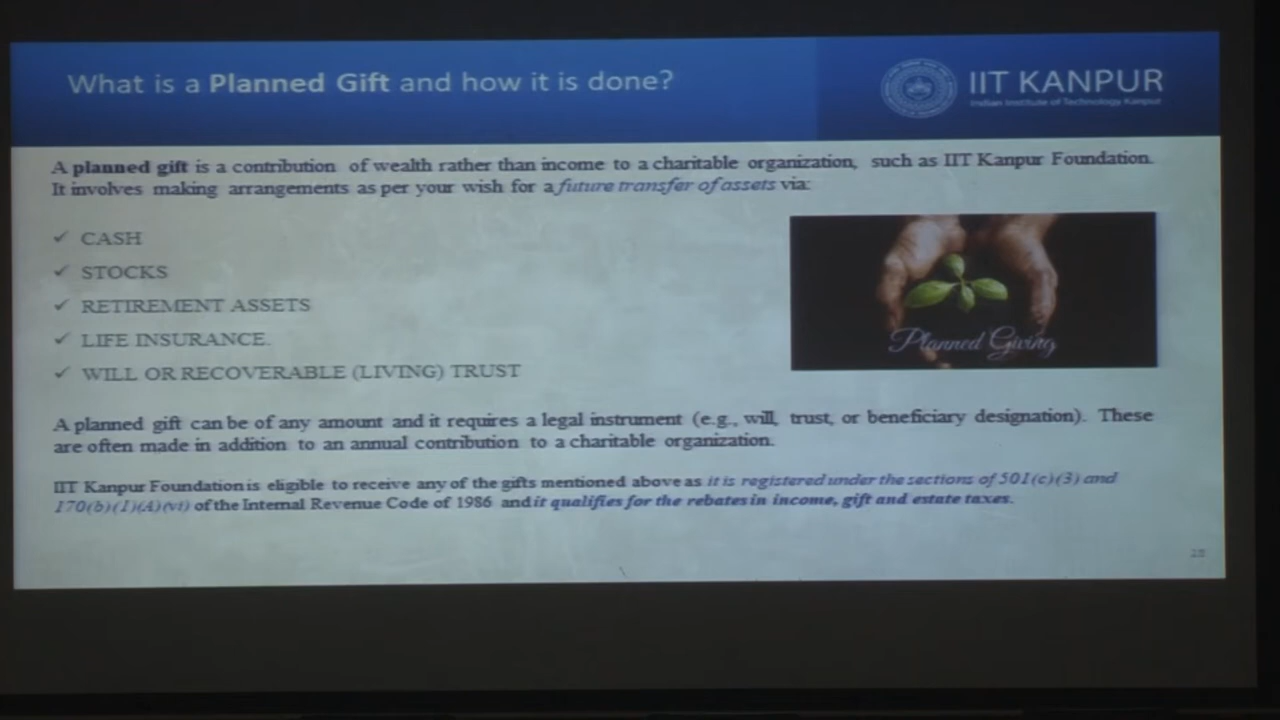 What is a Planned Gift and how it is done?
IIT KANPUR
Indian Institute of Technology Kanpur
A planned gift is a contribution of wealth rather than income to a charitable organization, such as IIT Kanpur Foundation.
It involves making arrangements as per your wish for a future transfer of assets via:
✓ CASH
✓ STOCKS
✓ RETIREMENT ASSETS
✓ LIFE INSURANCE.
✓ WILL OR RECOVERABLE (LIVING) TRUST
Planned Giving
A planned gift can be of any amount and it requires a legal instrument (e.g., will, trust, or beneficiary designation). These
are often made in addition to an annual contribution to a charitable organization.
IIT Kanpur Foundation is eligible to receive any of the gifts mentioned above as it is registered under the sections of 501(c)(3) and
170(b)(1)(A)(vi) of the Internal Revenue Code of 1986 and it qualifies for the rebates in income, gift and estate taxes.